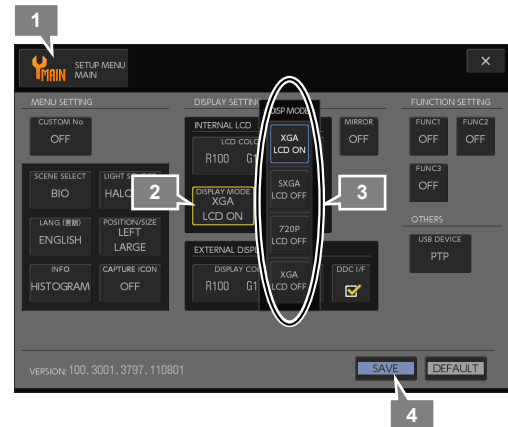 1
MAIN
SETUP MENU
MAIN
×
MENU SETTING
CUSTOM No
OFF
SCENE SELECT
BIO
LIGHT
HALO
LANG (言語)
ENGLISH
POSITION/SIZE
LEFT
LARGE
INFO
HISTOGRAM
CAPTURE ICON
OFF
DISPLAY SETTIN
INTERNAL LCD
LCD COLO
R100 G1
DISPLAY MODE
XGA
LCD ON
2
EXTERNAL DISP
DISPLAY CO
R100 G1
DISP MODE
XGA
LCD ON
SXGA
LCD OFF
720P
LCD OFF
XGA
LCD OFF
3
MIRROR
OFF
DDC I/F
FUNCTION SETTING
FUNC1
OFF
FUNC2
OFF
FUNC3
OFF
OTHERS
USB DEVICE
PTP
VERSION: 100. 3001. 3797. 110801
SAVE
DEFAULT
4